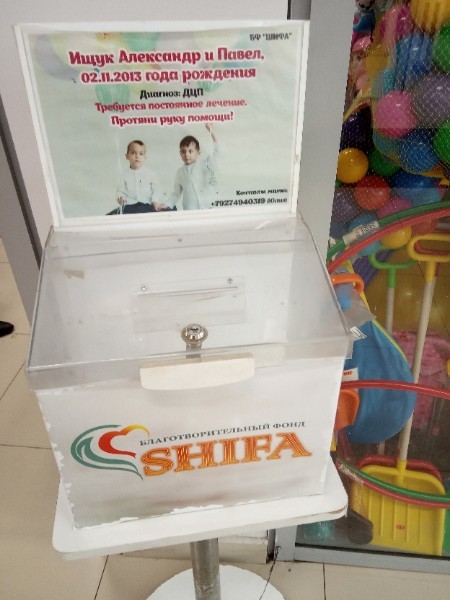 БФ "ШИФА"
Ищук Александр и Павел,
02.11.2013 года рождения
Диагноз: ДЦП
Требуется постоянное лечение.
Протяни руку помощи!
Контакты мамы
+79274940319 Юлия
БЛАГОТВОРИТЕЛЬНЫЙ ФОНД
SHIFA